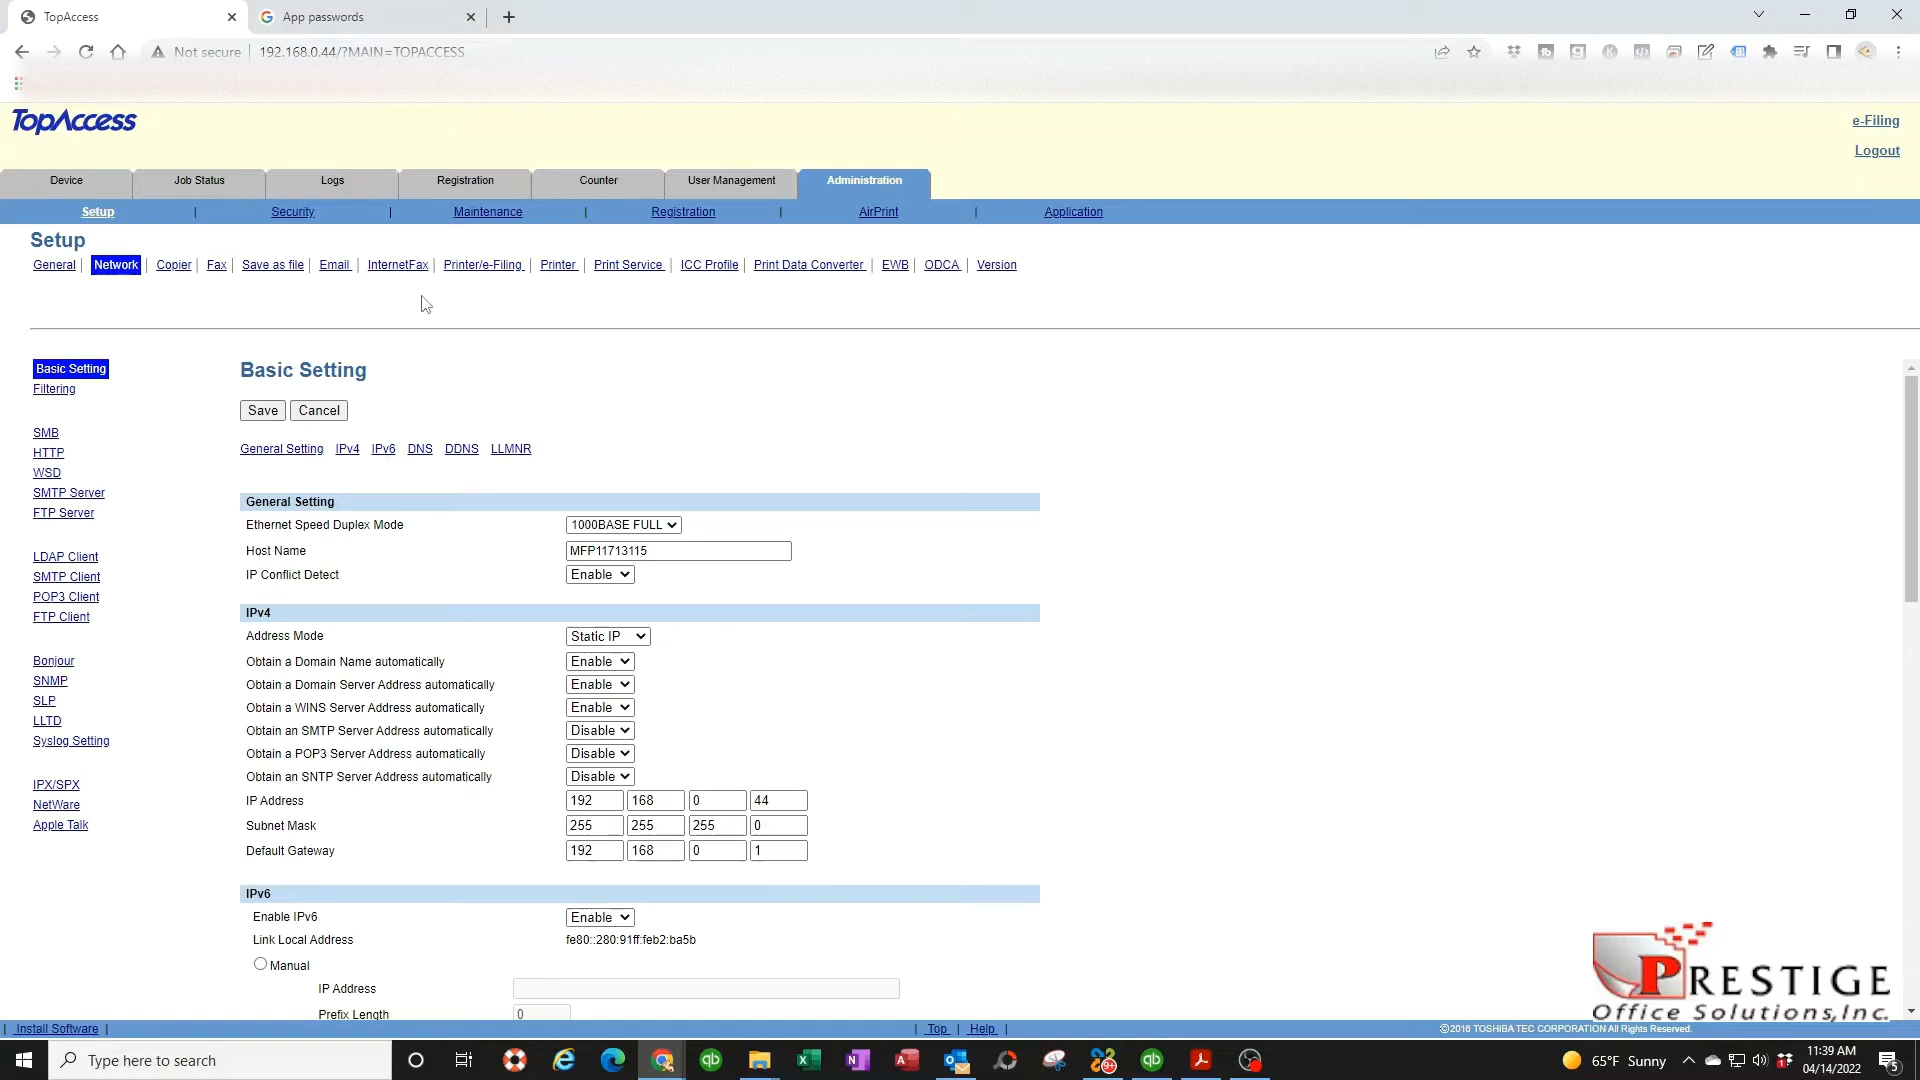 TopAccess
App passwords
Not secure
192.168.0.44/?MAIN=TOPACCESS
TopAccess
e-Filing
Logout
Device
Job Status
Logs
Registration
Counter
User Management
Administration
Setup | Security | Maintenance | Registration | AirPrint | Application
Setup
General | Network | Copier | Fax | Save as file | Email | InternetFax | Printer/e-Filing | Printer | Print Service | ICC Profile | Print Data Converter | EWB | ODCA | Version
Basic Setting
Filtering
SMB
HTTP
WSD
SMTP Server
FTP Server
LDAP Client
SMTP Client
POP3 Client
FTP Client
Bonjour
SNMP
SLP
LLTD
Syslog Setting
IPX/SPX
NetWare
Apple Talk
Basic Setting
Save Cancel
General Setting IPv4 IPv6 DNS DDNS LLMNR
General Setting
Ethernet Speed Duplex Mode 1000BASE FULL
Host Name MFP11713115
IP Conflict Detect Enable
IPv4
Address Mode Static IP
Obtain a Domain Name automatically Enable
Obtain a Domain Server Address automatically Enable
Obtain a WINS Server Address automatically Enable
Obtain an SMTP Server Address automatically Disable
Obtain a POP3 Server Address automatically Disable
Obtain an SNTP Server Address automatically Disable
IP Address 192 168 0 44
Subnet Mask 255 255 255 0
Default Gateway 192 168 0 1
IPv6
Enable IPv6 Enable
Link Local Address fe80::280:91ff:feb2:ba5b
Manual
IP Address
Prefix Length 0
PRESTIGE
Office Solutions,Inc.
| Install Software |
| Top | Help |
©2016 TOSHIBA TEC CORPORATION All Rights Reserved.
Type here to search
65°F Sunny
11:39 AM
04/14/2022